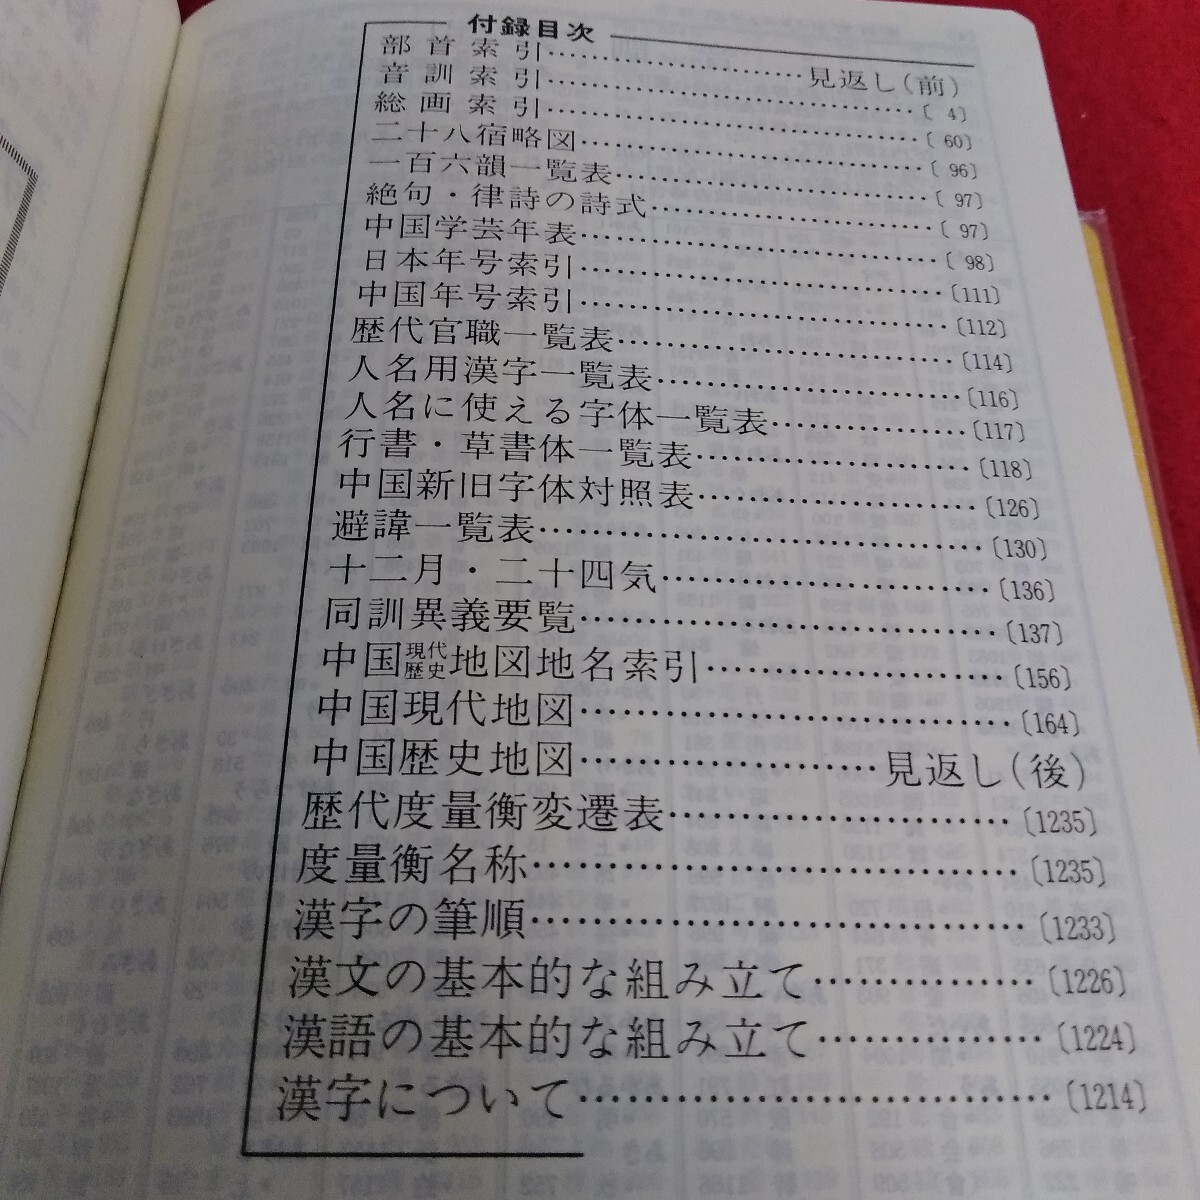 付録目次
部首索引……………………見返し(前)
音訓索引……………………〔4〕
総画索引……………………〔60〕
二十八宿略図……………………〔96〕
一百六韻一覧表……………………〔97〕
絶句・律詩の詩式……………………〔97〕
中国学芸年表……………………〔98〕
日本年号索引……………………〔111〕
中国年号索引……………………〔112〕
歴代官職一覧表……………………〔114〕
人名用漢字一覧表……………………〔116〕
人名に使える字体一覧表……………〔117〕
行書・草書体一覧表……………………〔118〕
中国新旧字体対照表……………………〔126〕
避諱一覧表……………………〔130〕
十二月・二十四気……………………〔136〕
同訓異義要覧……………………〔137〕
中国現代歴史地図地名索引……………………〔156〕
中国現代地図……………………〔164〕
中国歴史地図……………………見返し(後)
歴代度量衡変遷表……………………〔1235〕
度量衡名称……………………〔1235〕
漢字の筆順……………………〔1233〕
漢文の基本的な組み立て……………〔1226〕
漢語の基本的な組み立て……………〔1224〕
漢字について……………………〔1214〕